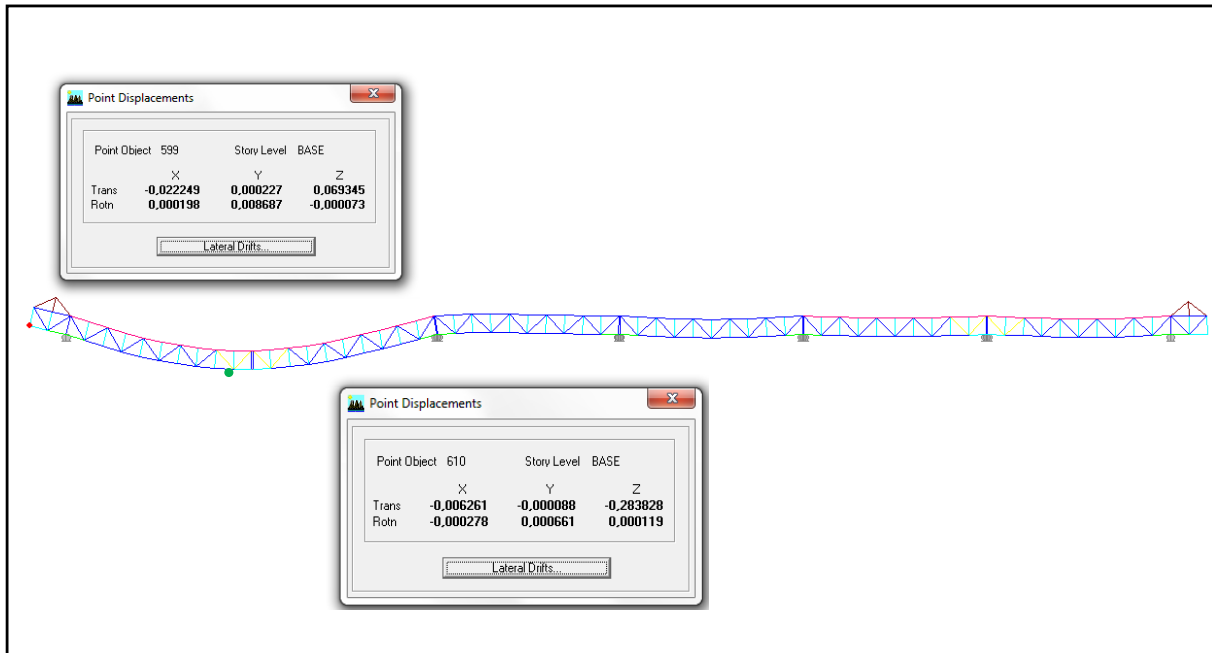 Point Displacements
Point Object 599 Story Level BASE
X Y Z
Trans -0,022249 0,000227 0,069345
Rotn 0,000198 0,008687 -0,000073
Lateral Drifts...
Point Displacements
Point Object 610 Story Level BASE
X Y Z
Trans -0,006261 -0,000088 -0,283828
Rotn -0,000278 0,000661 0,000119
Lateral Drifts...